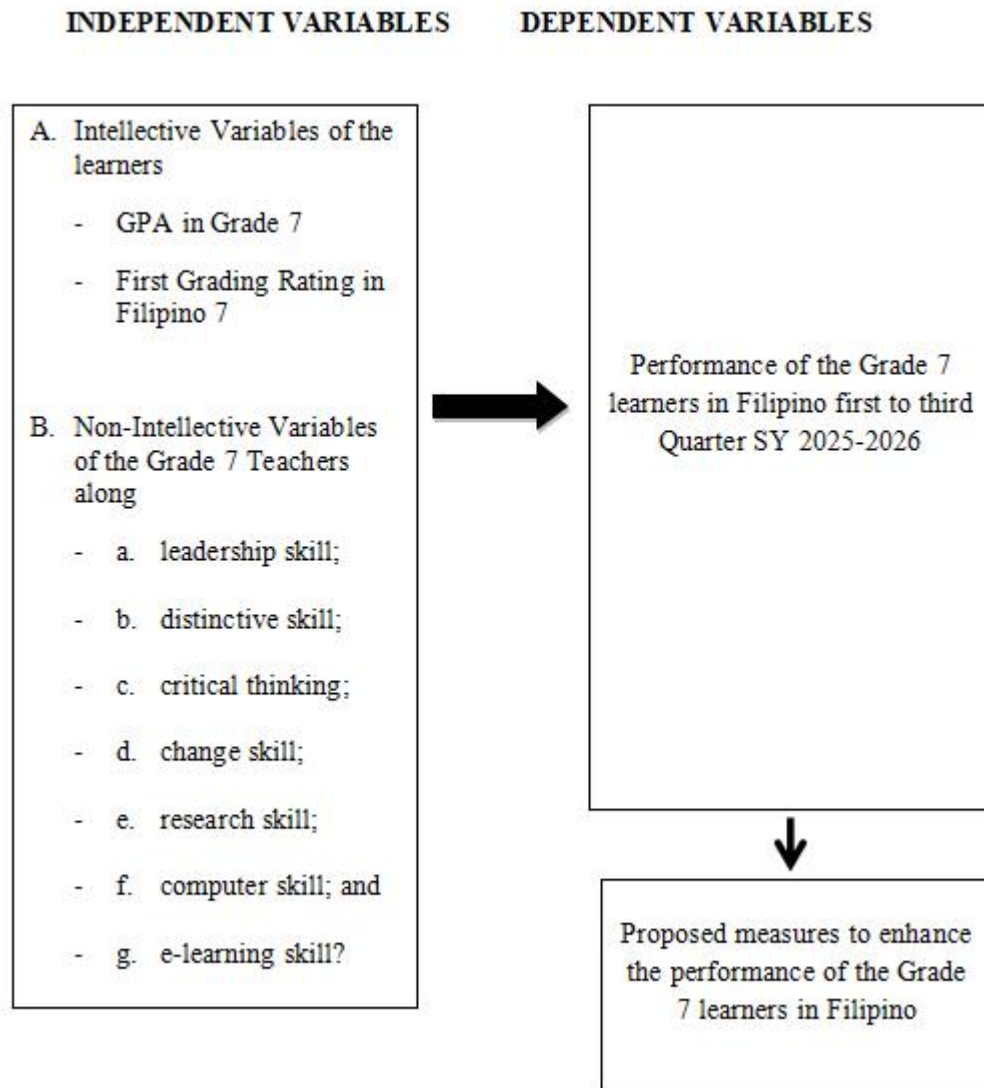 INDEPENDENT VARIABLES DEPENDENT VARIABLES
A. Intellective Variables of the
learners
- GPA in Grade 7
- First Grading Rating in
Filipino 7
B. Non-Intellective Variables
of the Grade 7 Teachers
along
- a. leadership skill;
- b. distinctive skill;
- c. critical thinking;
- d. change skill;
- e. research skill;
- f. computer skill; and
- g. e-learning skill?
Performance of the Grade 7
learners in Filipino first to third
Quarter SY 2025-2026
Proposed measures to enhance
the performance of the Grade
7 learners in Filipino